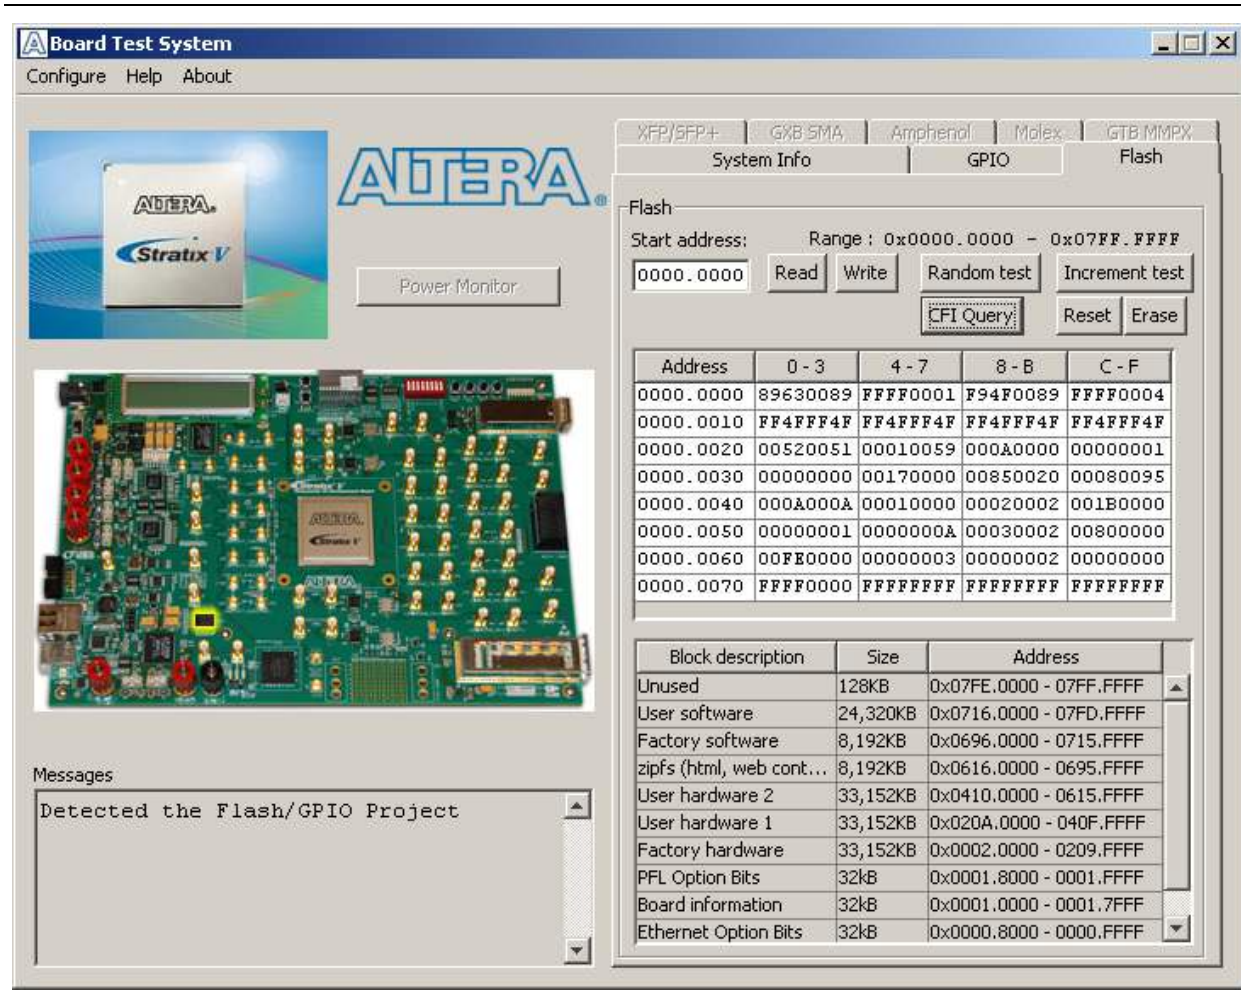 Board Test System
Configure Help About
XFP/SFP+ GXB SMA Amphenol Molex GTB MMPX
System Info GPIO Flash
ALTERA®
ALTERA.
Stratix V
Power Monitor
Flash
Start address: Range : 0x0000.0000 - 0x07FF.FFFF
0000.0000 Read Write Random test Increment test
CFI Query Reset Erase
Address 0 - 3 4 - 7 8 - B C - F
0000.0000 89630089 FFFF0001 F94F0089 FFFF0004
0000.0010 FF4FFF4F FF4FFF4F FF4FFF4F FF4FFF4F
0000.0020 00520051 00010059 000A0000 00000001
0000.0030 00000000 00170000 00850020 00080095
0000.0040 000A000A 00010000 00020002 001B0000
0000.0050 00000001 0000000A 00030002 00800000
0000.0060 00FE0000 00000003 00000002 00000000
0000.0070 FFFF0000 FFFFFFFF FFFFFFFF FFFFFFFF
Stratix V
ALTERA.
Stratix V
ALTERA
Block description Size Address
Unused 128KB 0x07FE.0000 - 07FF.FFFF
User software 24,320KB 0x0716.0000 - 07FD.FFFF
Factory software 8,192KB 0x0696.0000 - 0715.FFFF
zipfs (html, web cont... 8,192KB 0x0616.0000 - 0695.FFFF
User hardware 2 33,152KB 0x0410.0000 - 0615.FFFF
User hardware 1 33,152KB 0x020A.0000 - 040F.FFFF
Factory hardware 33,152KB 0x0002.0000 - 0209.FFFF
PFL Option Bits 32kB 0x0001.8000 - 0001.FFFF
Board information 32kB 0x0001.0000 - 0001.7FFF
Ethernet Option Bits 32kB 0x0000.8000 - 0000.FFFF
Messages
Detected the Flash/GPIO Project